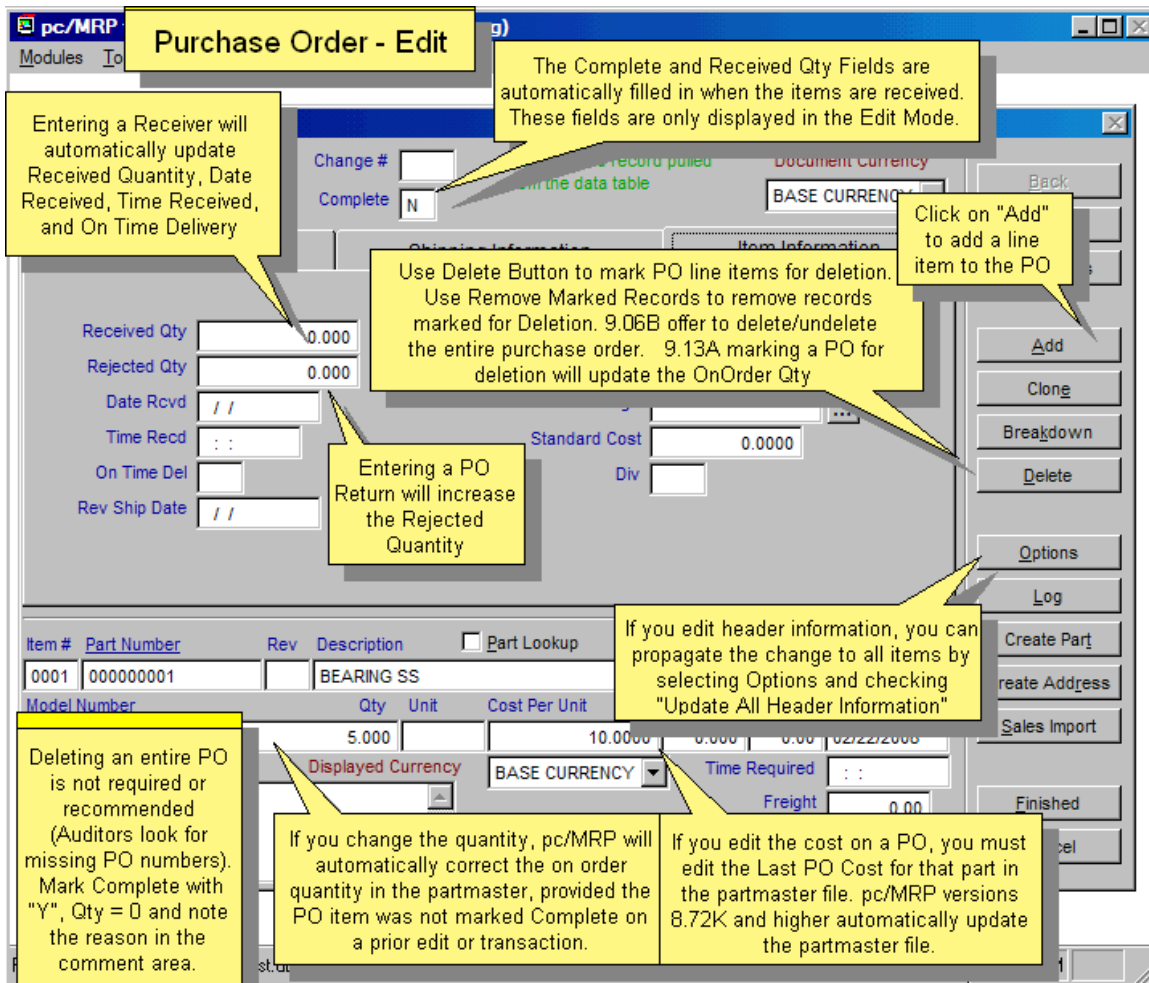 pc/MRP
g)
Purchase Order - Edit
Modules To
The Complete and Received Qty Fields are
automatically filled in when the items are received.
These fields are only displayed in the Edit Mode.
Entering a Receiver will
automatically update
Received Quantity, Date
Received, Time Received,
and On Time Delivery
Change #
record pulled
Document Currency
Complete N
the data table
BASE CURRENCY
Back
Click on "Add"
to add a line
item to the PO
Shipping Information
Item Information
Use Delete Button to mark PO line items for deletion.
Use Remove Marked Records to remove records
marked for Deletion. 9.06B offer to delete/undelete
the entire purchase order. 9.13A marking a PO for
deletion will update the OnOrder Qty
Received Qty 0.000
Rejected Qty 0.000
Date Rcvd / /
Time Recd : :
On Time Del
Rev Ship Date / /
...
Standard Cost 0.0000
Div
Entering a PO
Return will increase
the Rejected
Quantity
Add
Clone
Breakdown
Delete
Options
Log
Create Part
reate Address
Sales Import
Finished
cel
If you edit header information, you can
propagate the change to all items by
selecting Options and checking
"Update All Header Information"
Item # Part Number Rev Description Part Lookup
0001 000000001 BEARING SS
Model Number Qty Unit Cost Per Unit
5.000 10.0000 0.000 0.00 02/22/2008
Displayed Currency BASE CURRENCY Time Required : :
Freight 0.00
Deleting an entire PO
is not required or
recommended
(Auditors look for
missing PO numbers).
Mark Complete with
"Y", Qty = 0 and note
the reason in the
comment area.
If you change the quantity, pc/MRP will
automatically correct the on order
quantity in the partmaster, provided the
PO item was not marked Complete on
a prior edit or transaction.
If you edit the cost on a PO, you must
edit the Last PO Cost for that part in
the partmaster file. pc/MRP versions
8.72K and higher automatically update
the partmaster file.